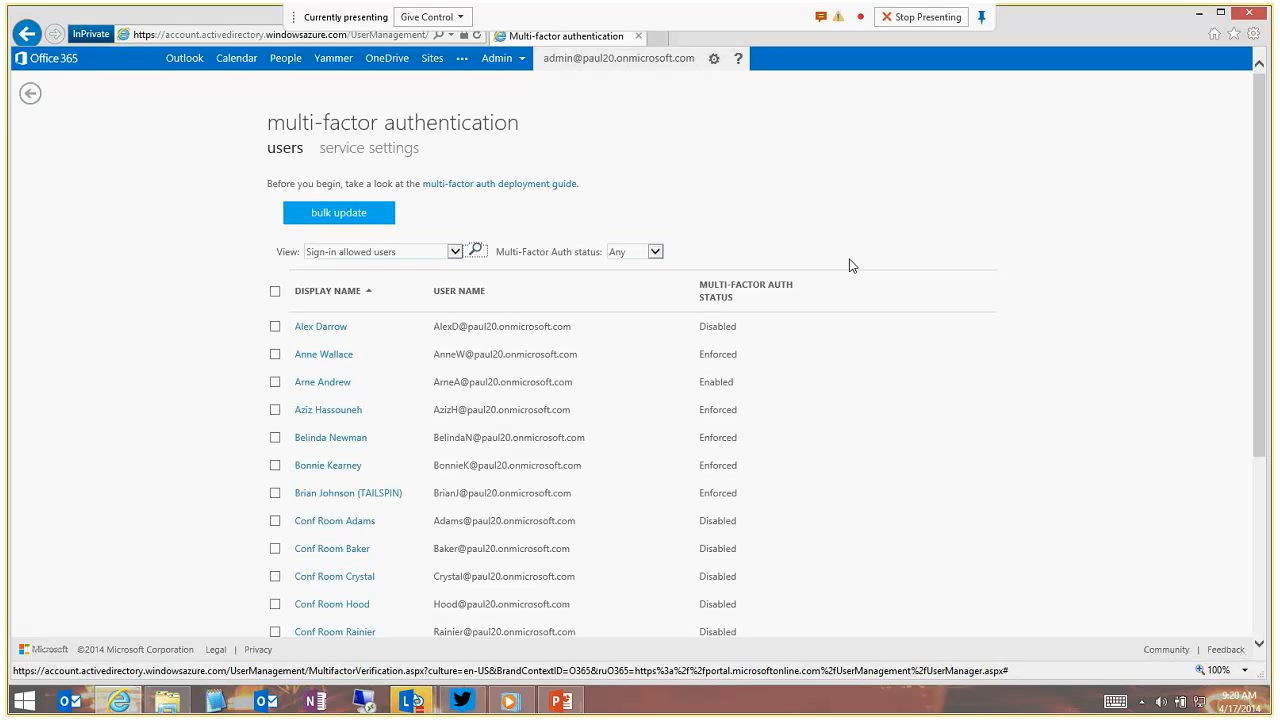 Currently presenting Give Control Stop Presenting
InPrivate https://account.activedirectory.windowsazure.com/UserManagement/ Multi-factor authentication
Office 365 Outlook Calendar People Yammer OneDrive Sites ••• Admin admin@paul20.onmicrosoft.com ?
multi-factor authentication
users service settings
Before you begin, take a look at the multi-factor auth deployment guide.
bulk update
View: Sign-in allowed users Multi-Factor Auth status: Any
DISPLAY NAME USER NAME MULTI-FACTOR AUTH
STATUS
Alex Darrow AlexD@paul20.onmicrosoft.com Disabled
Anne Wallace AnneW@paul20.onmicrosoft.com Enforced
Arne Andrew ArneA@paul20.onmicrosoft.com Enabled
Aziz Hassouneh AzizH@paul20.onmicrosoft.com Enforced
Belinda Newman BelindaN@paul20.onmicrosoft.com Enforced
Bonnie Kearney BonnieK@paul20.onmicrosoft.com Enforced
Brian Johnson (TAILSPIN) BrianJ@paul20.onmicrosoft.com Enforced
Conf Room Adams Adams@paul20.onmicrosoft.com Disabled
Conf Room Baker Baker@paul20.onmicrosoft.com Disabled
Conf Room Crystal Crystal@paul20.onmicrosoft.com Disabled
Conf Room Hood Hood@paul20.onmicrosoft.com Disabled
Conf Room Rainier Rainier@paul20.onmicrosoft.com Disabled
Microsoft ©2014 Microsoft Corporation Legal Privacy Community Feedback
https://account.activedirectory.windowsazure.com/UserManagement/MultifactorVerification.aspx?culture=en-US&BrandContextID=O365&ruO365=https%3a%2f%2fportal.microsoftonline.com%2fUserManagement%2fUserManager.aspx# 100%
9:20 AM
4/17/2014